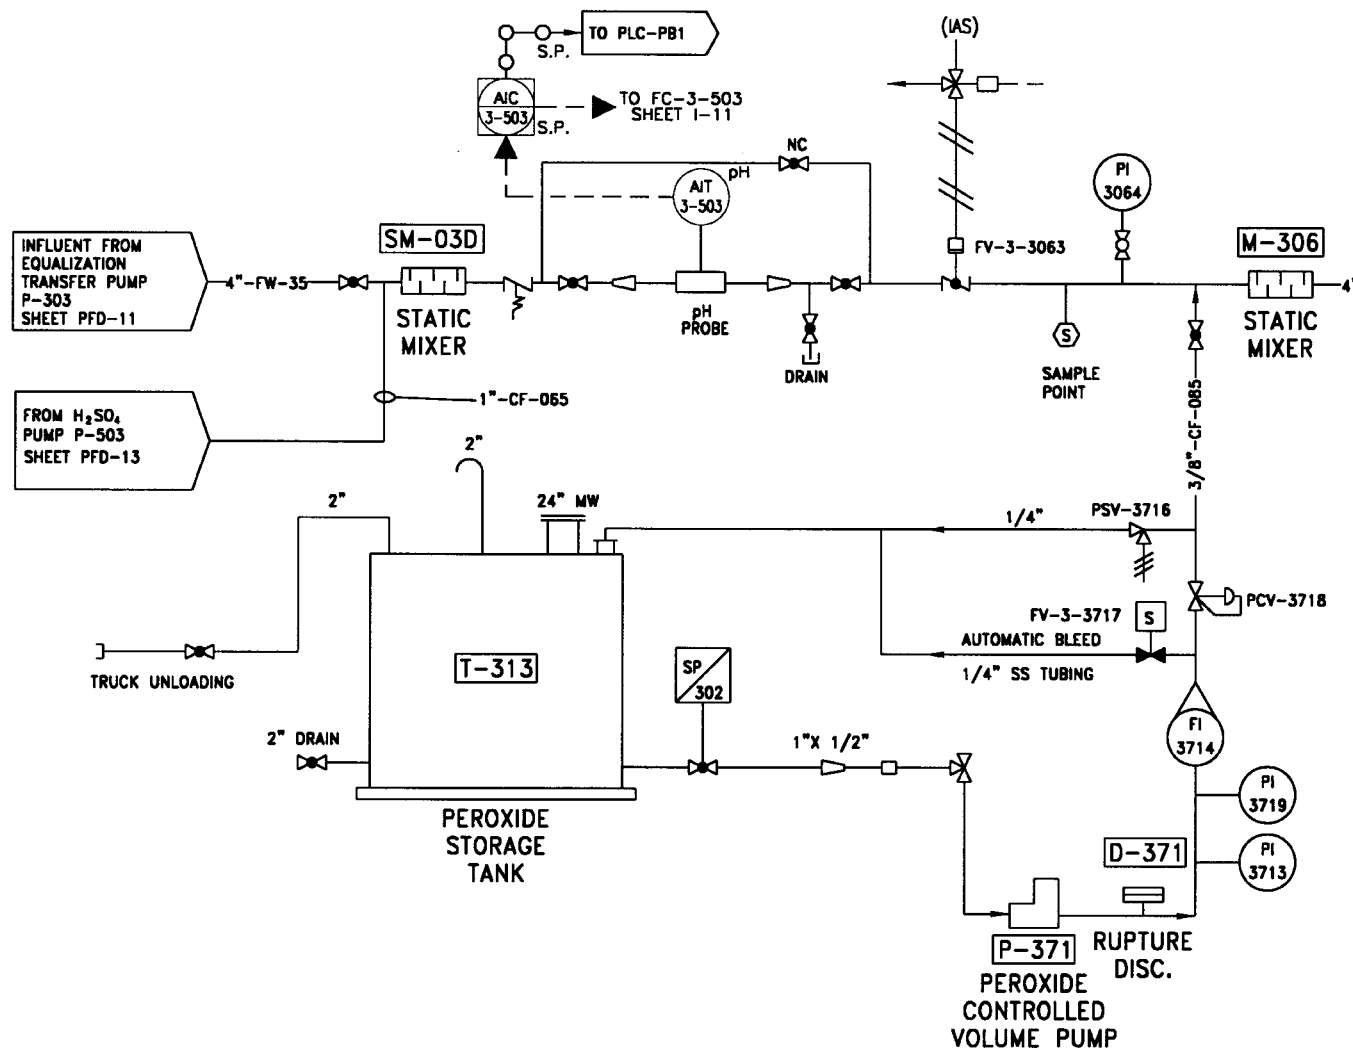 (IAS)
TO PLC-PB1
S.P.
AIC
3-503
S.P.
TO FC-3-503
SHEET I-11
NC
pH
AIT
3-503
PI
3064
INFLUENT FROM
EQUALIZATION
TRANSFER PUMP
P-303
SHEET PFD-11
4"-FW-35
SM-03D
STATIC
MIXER
pH
PROBE
DRAIN
FV-3-3063
S
SAMPLE
POINT
M-306
STATIC
MIXER
4"
FROM H₂SO₄
PUMP P-503
SHEET PFD-13
1"-CF-065
3/8"-CF-085
2"
2"
24" MW
1/4"
PSV-3716
PCV-3718
FV-3-3717
S
AUTOMATIC BLEED
1/4" SS TUBING
TRUCK UNLOADING
T-313
SP
302
FI
3714
2" DRAIN
1"X 1/2"
PI
3719
PEROXIDE
STORAGE
TANK
D-371
PI
3713
P-371
RUPTURE
DISC.
PEROXIDE
CONTROLLED
VOLUME PUMP